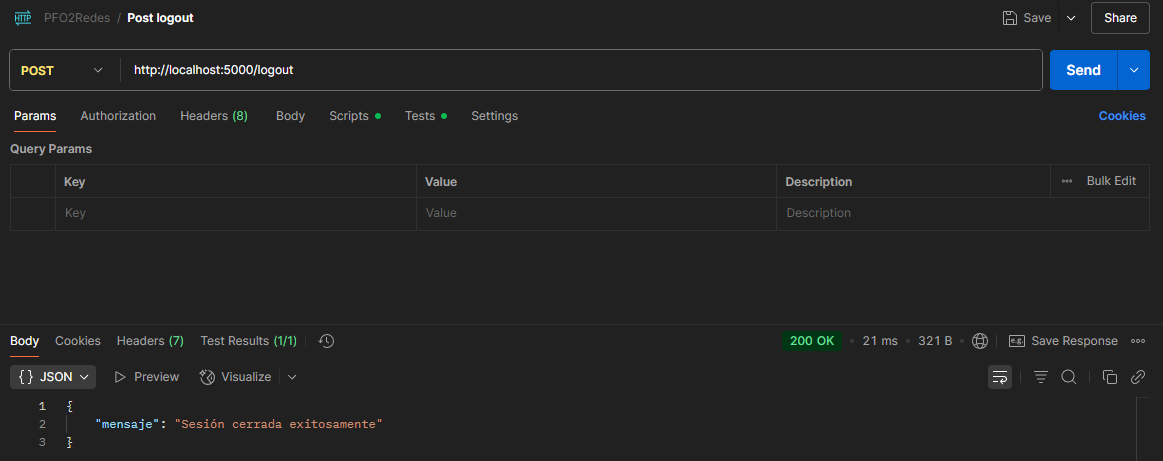 HTTP PFO2Redes / Post logout Save Share
POST http://localhost:5000/logout Send
Params Authorization Headers (8) Body Scripts Tests Settings Cookies
Query Params
Key Value Description Bulk Edit
Key Value Description
Body Cookies Headers (7) Test Results (1/1) 200 OK 21 ms 321 B e.g. Save Response
{} JSON Preview Visualize
1 {
2 "mensaje": "Sesión cerrada exitosamente"
3 }